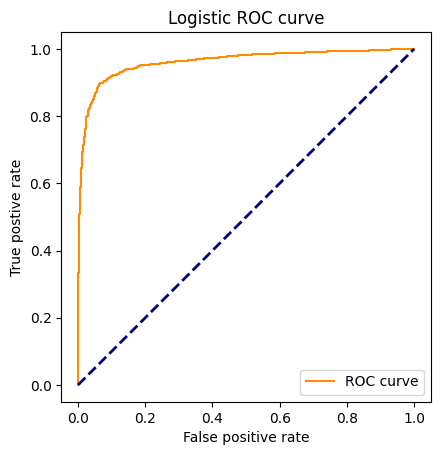 Logistic ROC curve
1.0
0.8
0.6
0.4
0.2
0.0
True postive rate
0.0 0.2 0.4 0.6 0.8 1.0
False positive rate
ROC curve